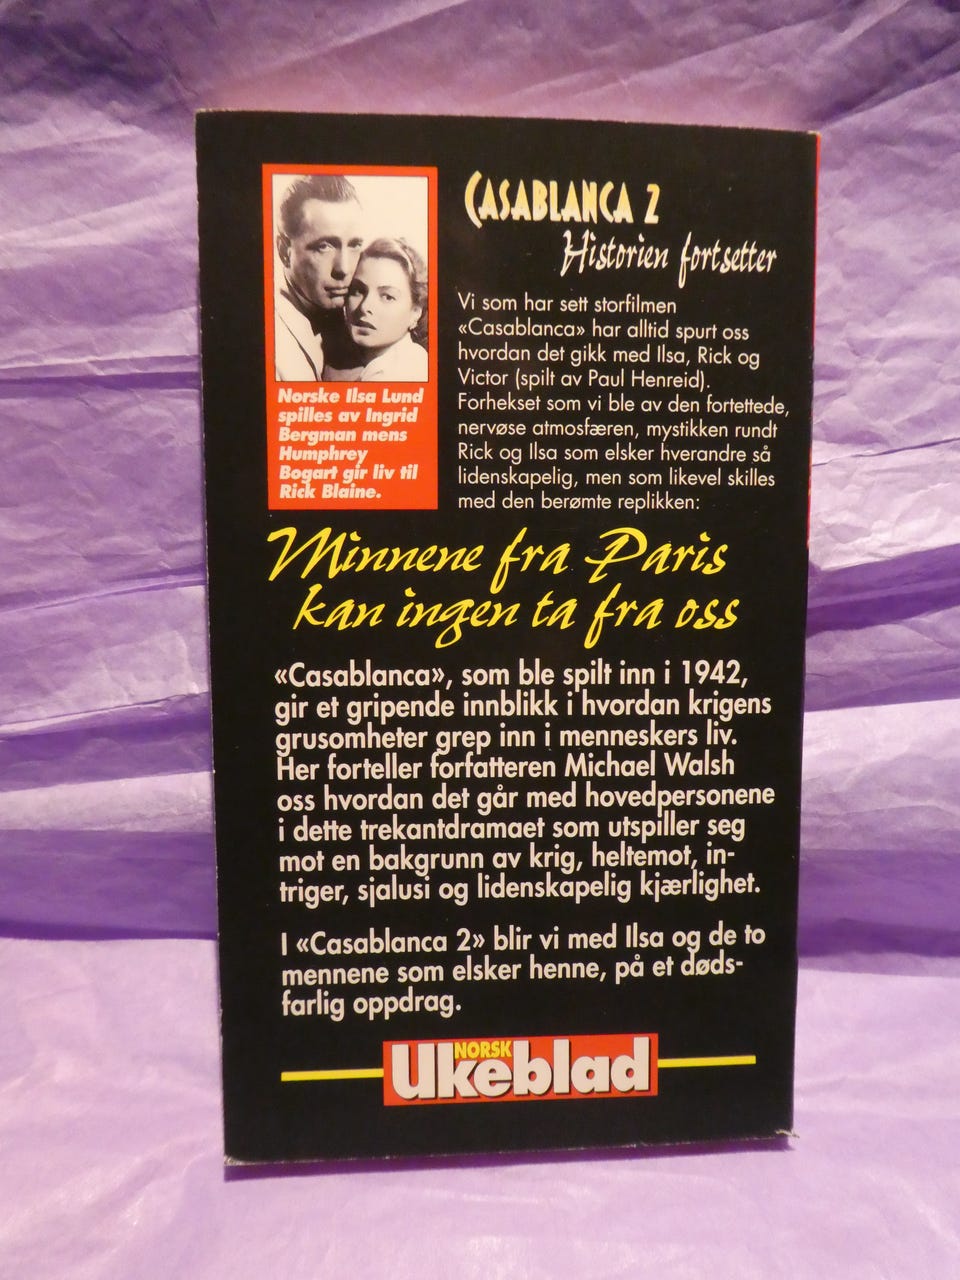 CASABLANCA 2
Historien fortsetter
Vi som har sett storfilmen
«Casablanca» har alltid spurt oss
hvordan det gikk med Ilsa, Rick og
Victor (spilt av Paul Henreid).
Forhekset som vi ble av den fortettede,
nervøse atmosfæren, mystikken rundt
Rick og Ilsa som elsker hverandre så
lidenskapelig, men som likevel skilles
med den berømte replikken:
Norske Ilsa Lund
spilles av Ingrid
Bergman mens
Humphrey
Bogart gir liv til
Rick Blaine.
Minnene fra Paris
kan ingen ta fra oss
«Casablanca», som ble spilt inn i 1942,
gir et gripende innblikk i hvordan krigens
grusomheter grep inn i menneskers liv.
Her forteller forfatteren Michael Walsh
oss hvordan det går med hovedpersonene
i dette trekantdramaet som utspiller seg
mot en bakgrunn av krig, heltemot, in-
triger, sjalusi og lidenskapelig kjærlighet.
I «Casablanca 2» blir vi med Ilsa og de to
mennene som elsker henne, på et døds-
farlig oppdrag.
NORSK
Ukeblad